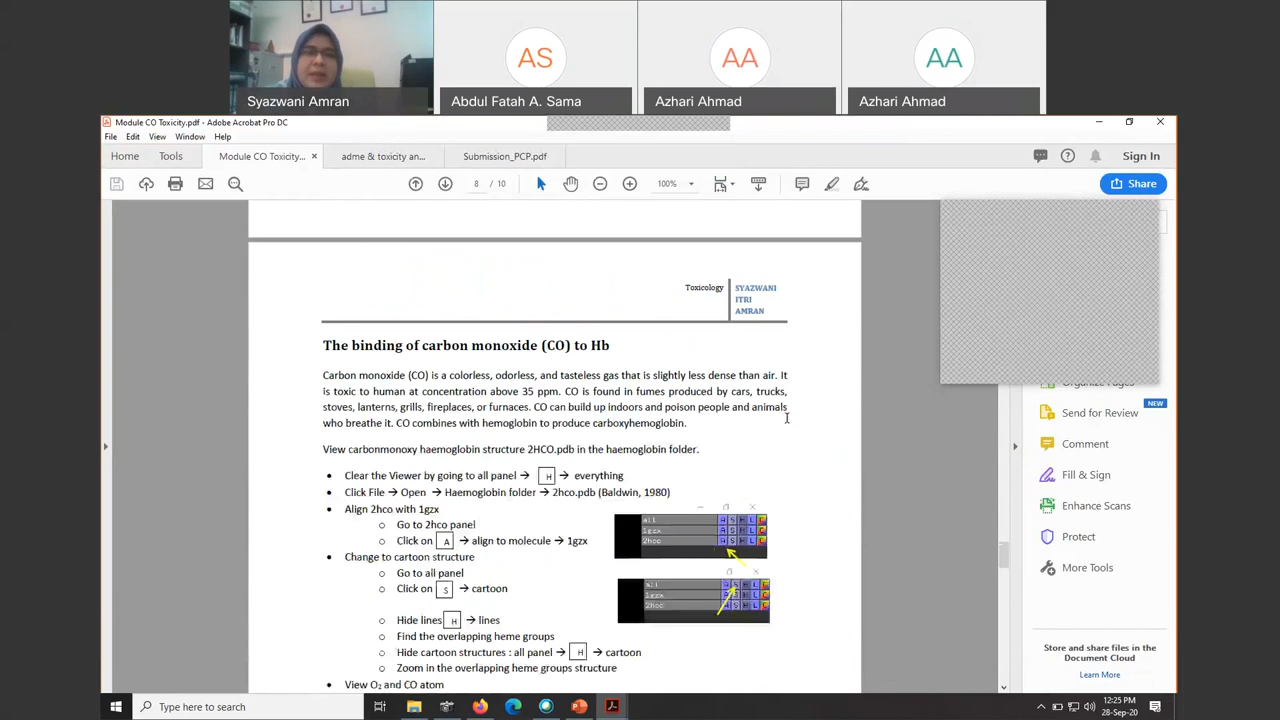 AS
AA
AA
Syazwani Amran
Abdul Fatah A. Sama
Azhari Ahmad
Azhari Ahmad
Module CO Toxicity.pdf - Adobe Acrobat Pro DC
File Edit View Window Help
Home Tools Module CO Toxicity... × adme & toxicity an... Submission_PCP.pdf Sign In
8 / 10 100% Share
Toxicology
SYAZWANI
ITRI
AMRAN
The binding of carbon monoxide (CO) to Hb
Carbon monoxide (CO) is a colorless, odorless, and tasteless gas that is slightly less dense than air. It
is toxic to human at concentration above 35 ppm. CO is found in fumes produced by cars, trucks,
stoves, lanterns, grills, fireplaces, or furnaces. CO can build up indoors and poison people and animals
who breathe it. CO combines with hemoglobin to produce carboxyhemoglobin.
View carbonmonoxy haemoglobin structure 2HCO.pdb in the haemoglobin folder.
• Clear the Viewer by going to all panel → H → everything
• Click File → Open → Haemoglobin folder → 2hco.pdb (Baldwin, 1980)
• Align 2hco with 1gzx
o Go to 2hco panel
o Click on A → align to molecule → 1gzx
• Change to cartoon structure
o Go to all panel
o Click on S → cartoon
o Hide lines H → lines
o Find the overlapping heme groups
o Hide cartoon structures : all panel → H → cartoon
o Zoom in the overlapping heme groups structure
• View O₂ and CO atom
all A S H L C
1gzx A S H L C
2hco A S H L C
all A S H L C
1gzx A S H L C
2hco A S H L C
Organize Pages
Send for Review
NEW
Comment
Fill & Sign
Enhance Scans
Protect
More Tools
Store and share files in the
Document Cloud
Learn More
Type here to search
12:25 PM
28-Sep-20